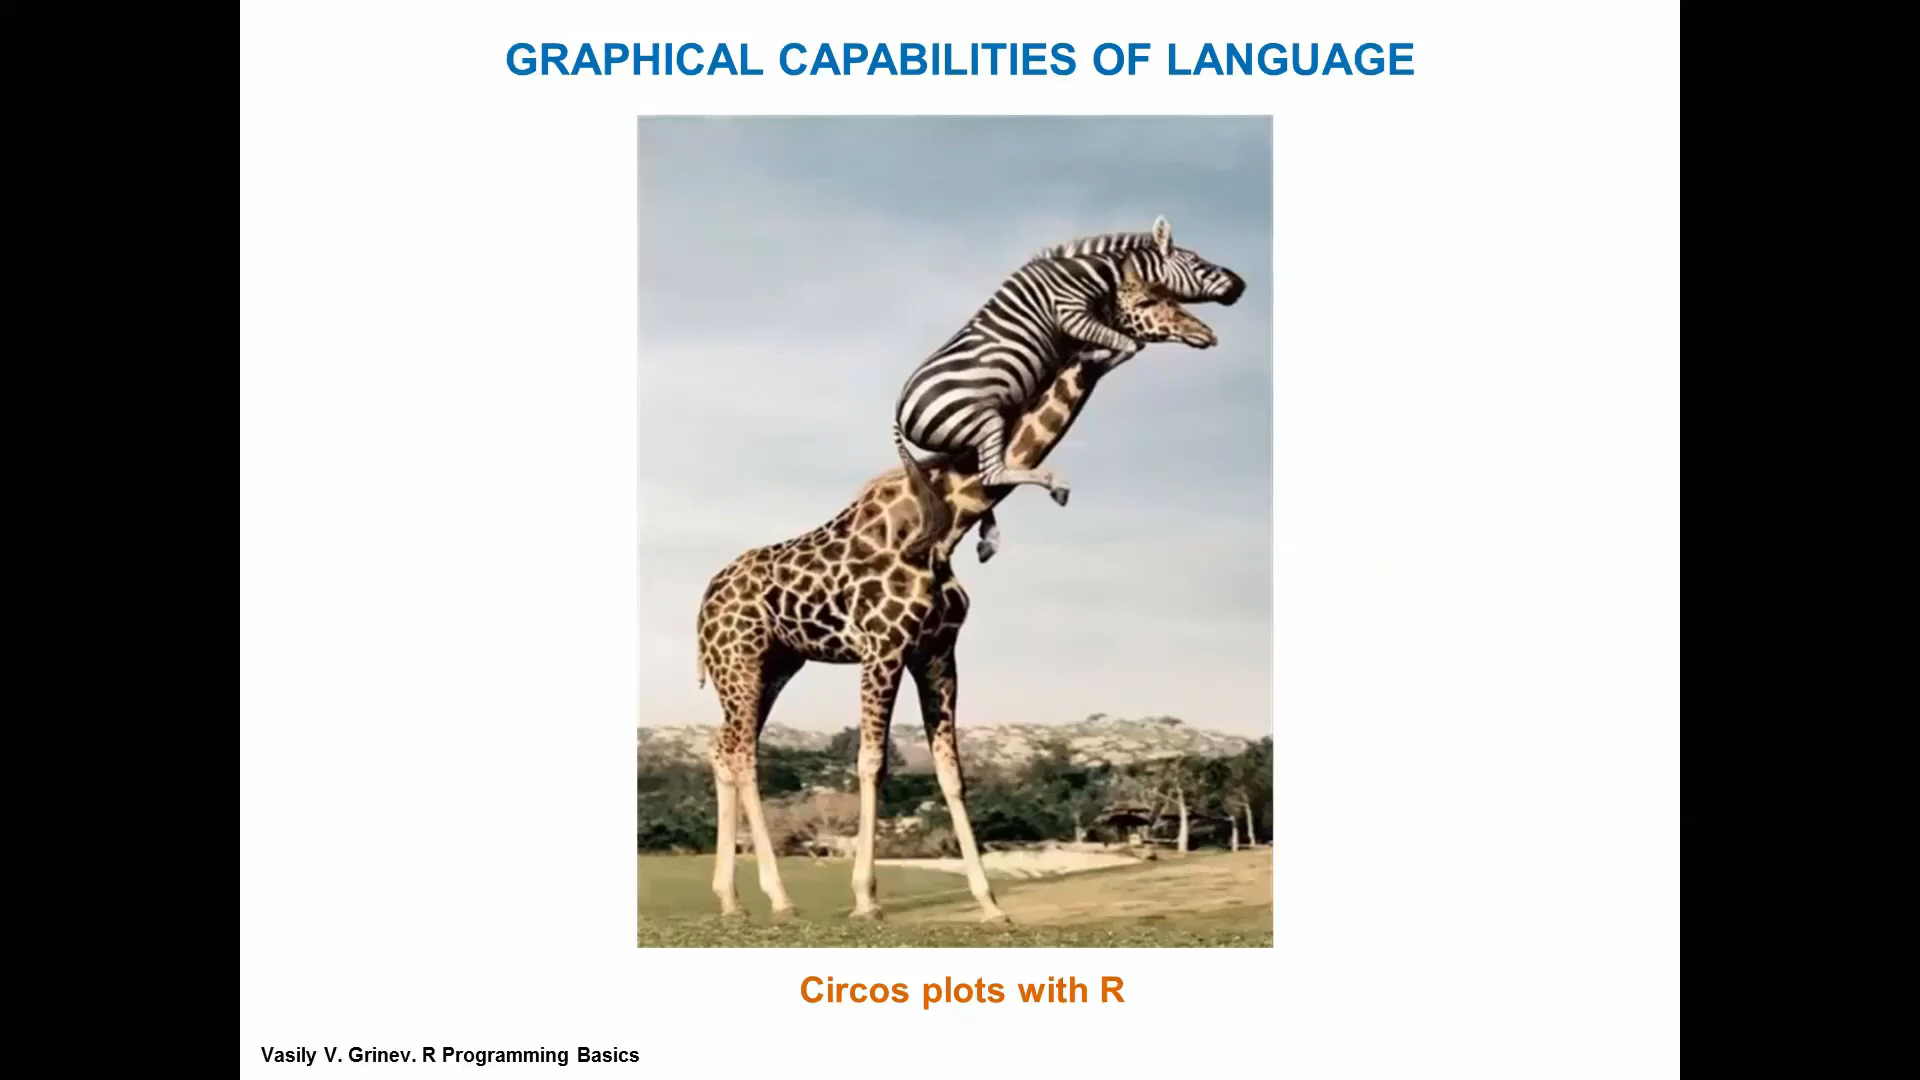 GRAPHICAL CAPABILITIES OF LANGUAGE
Circos plots with R
Vasily V. Grinev. R Programming Basics